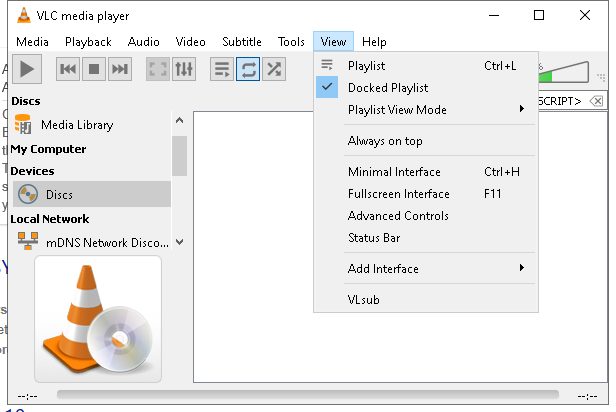 VLC media player
Media Playback Audio Video Subtitle Tools View Help
%
Discs
Media Library
My Computer
Devices
Discs
Local Network
mDNS Network Disco...
Playlist Ctrl+L
Docked Playlist
Playlist View Mode
Always on top
Minimal Interface Ctrl+H
Fullscreen Interface F11
Advanced Controls
Status Bar
Add Interface
VLsub
SCRIPT>
--:-- --:--